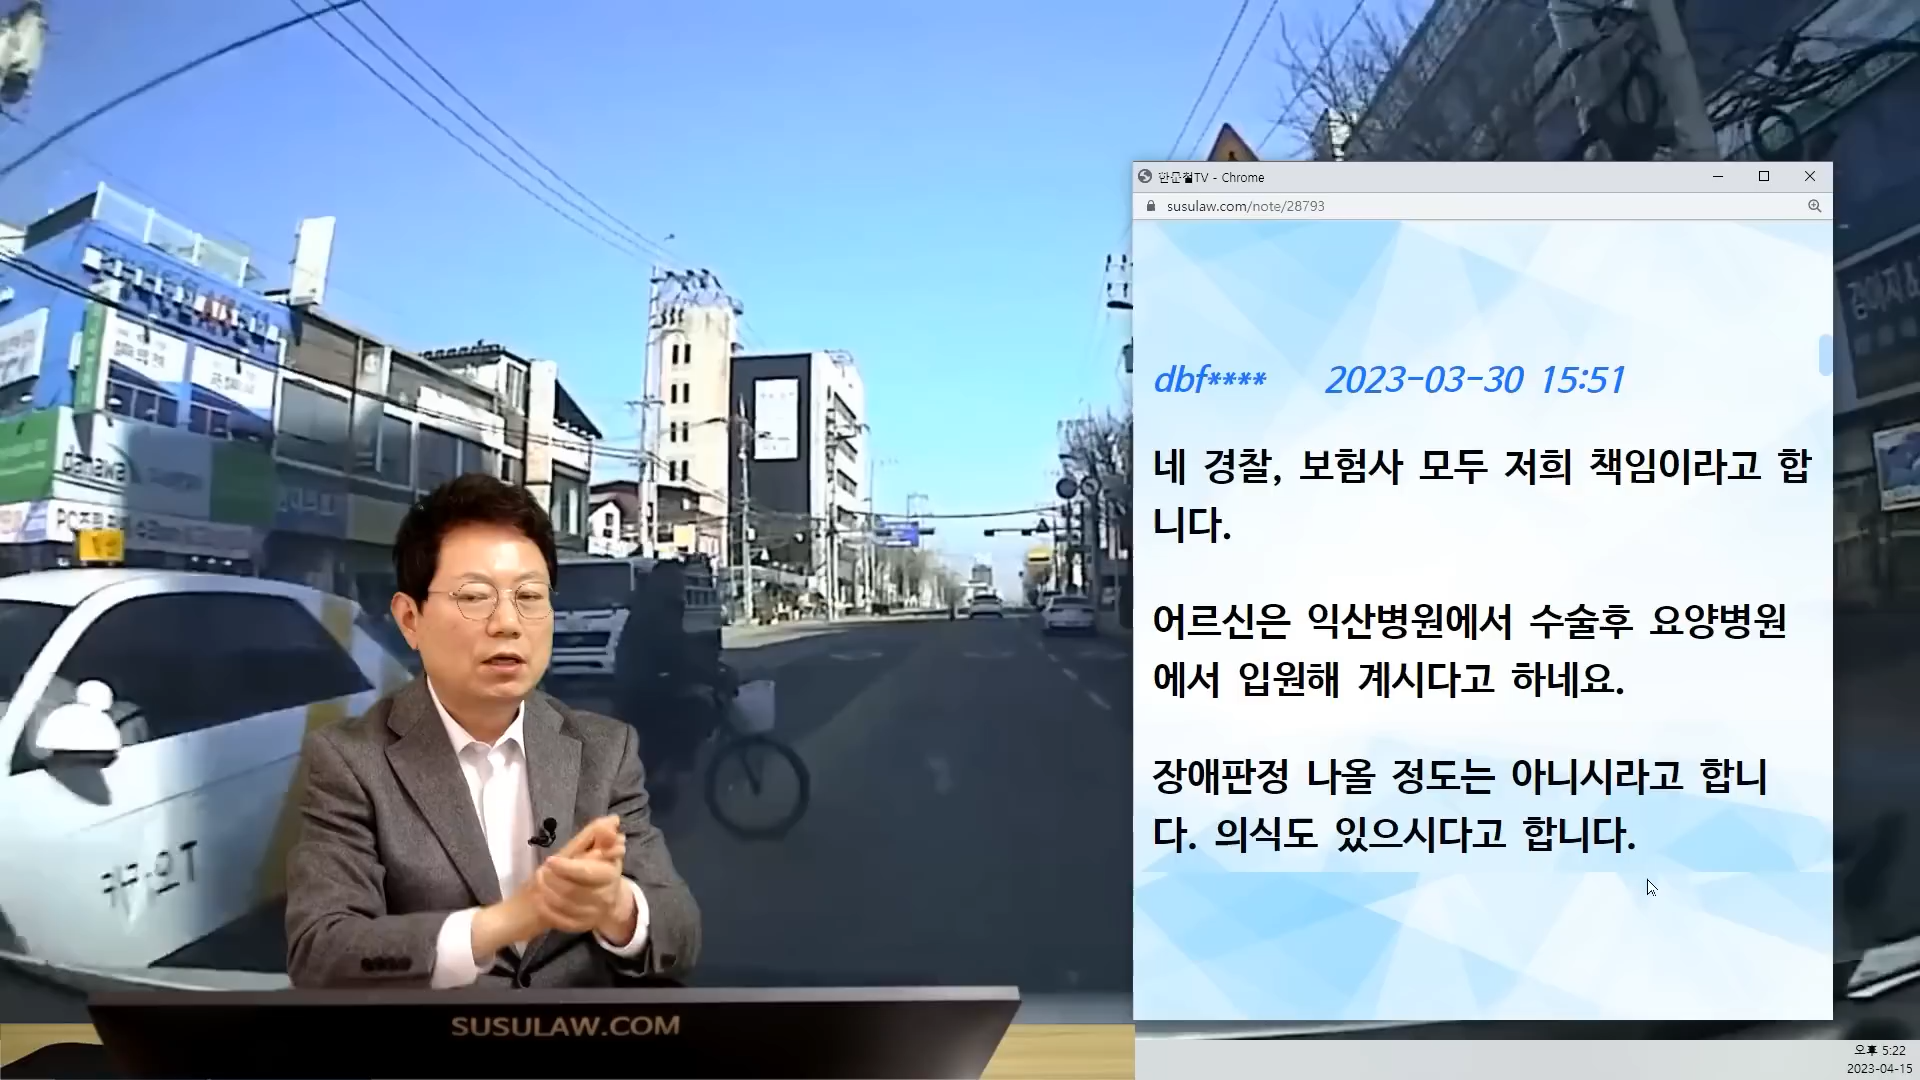 한문철TV - Chrome
susulaw.com/note/28793
dbf**** 2023-03-30 15:51
네 경찰, 보험사 모두 저희 책임이라고 합
니다.
어르신은 익산병원에서 수술후 요양병원
에서 입원해 계시다고 하네요.
장애판정 나올 정도는 아니시라고 합니
다. 의식도 있으시다고 합니다.
danawa
SUSULAW.COM
오후 5:22
2023-04-15